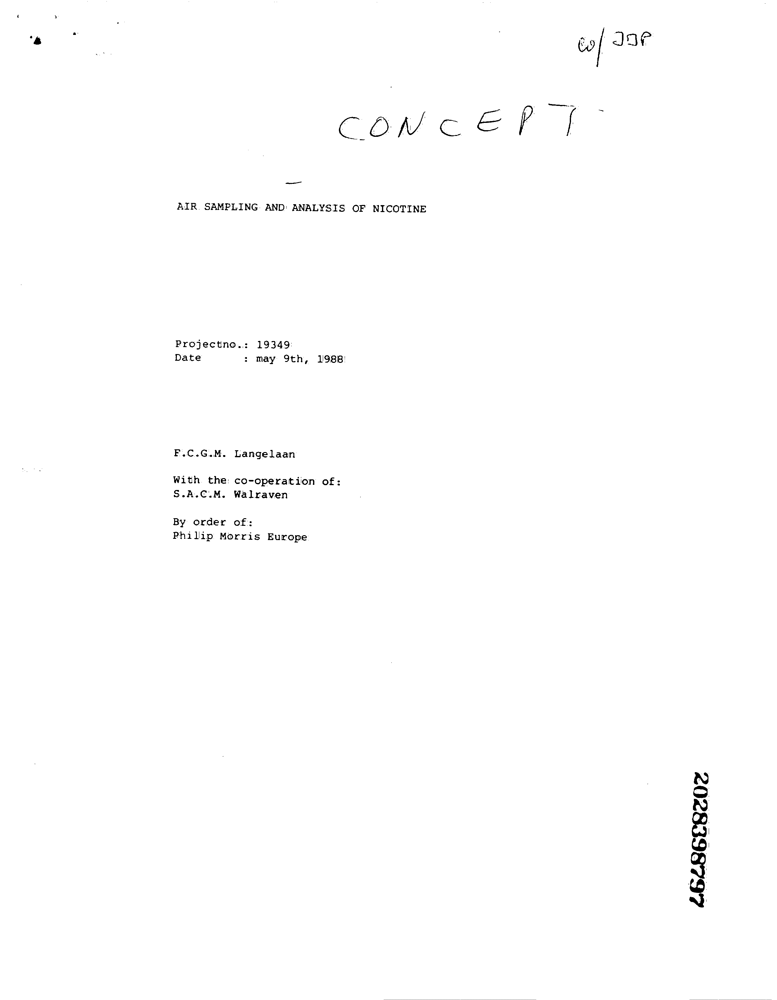 w/ JJP
CONCEPT
AIR SAMPLING AND ANALYSIS OF NICOTINE
Projectno.: 19349
Date : may 9th, 1988
F.C.G.M. Langelaan
With the co-operation of:
S.A.C.M. Walraven
By order of:
Philip Morris Europe
2028398797